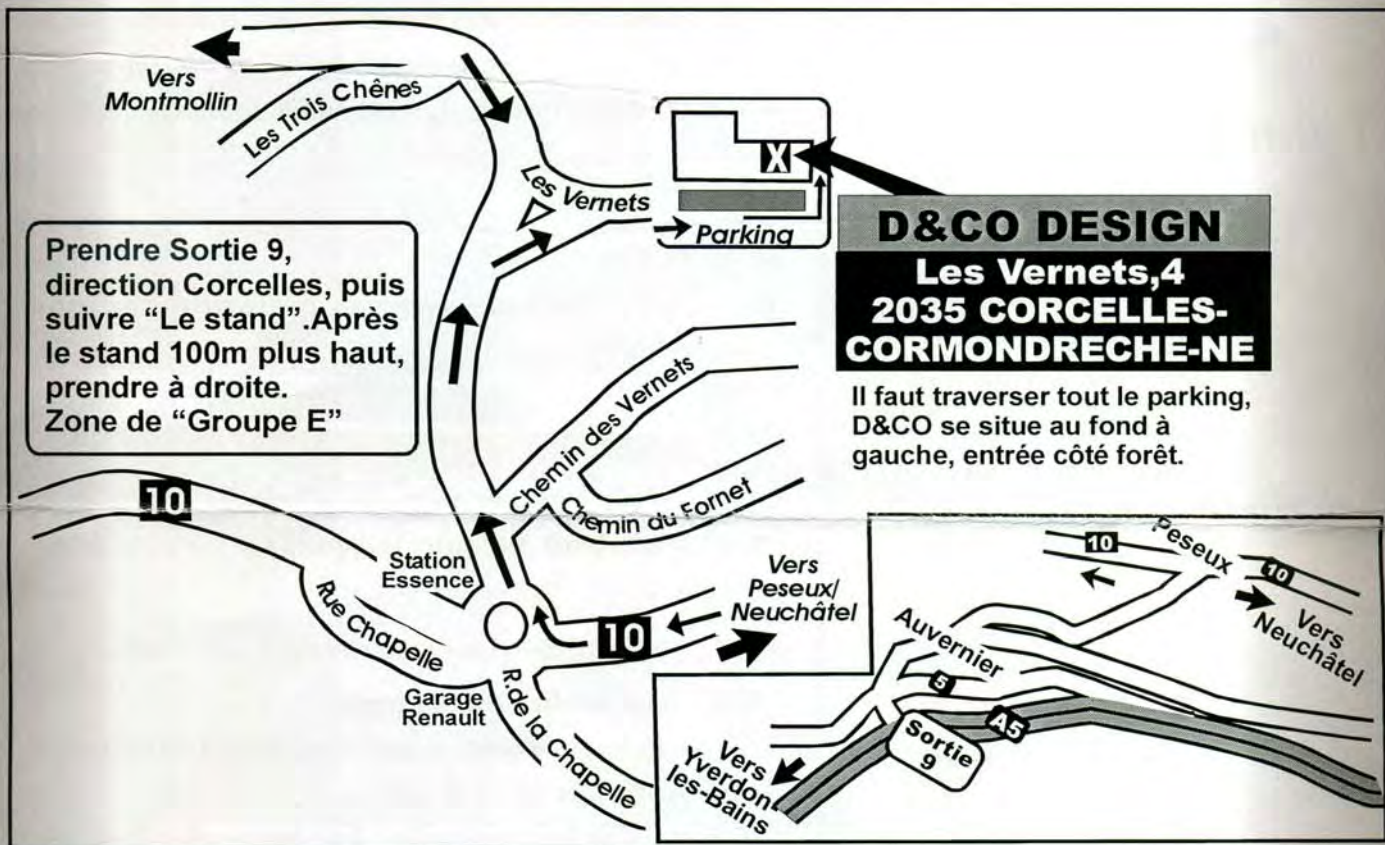 Vers
Montmollin
Les Trois Chênes
Les Vernets
Parking
X
D&CO DESIGN
Les Vernets,4
2035 CORCELLES-
CORMONDRECHE-NE
Il faut traverser tout le parking,
D&CO se situe au fond à
gauche, entrée côté forêt.
Prendre Sortie 9,
direction Corcelles, puis
suivre “Le stand”.Après
le stand 100m plus haut,
prendre à droite.
Zone de “Groupe E”
Chemin des Vernets
Chemin du Fornet
10
Station
Essence
Rue Chapelle
Vers
Peseux/
Neuchâtel
10
Garage
Renault
R.de la Chapelle
10
Peseux
10
Vers
Neuchâtel
Auvernier
5
A5
Sortie
9
Vers
Yverdon
les-Bains